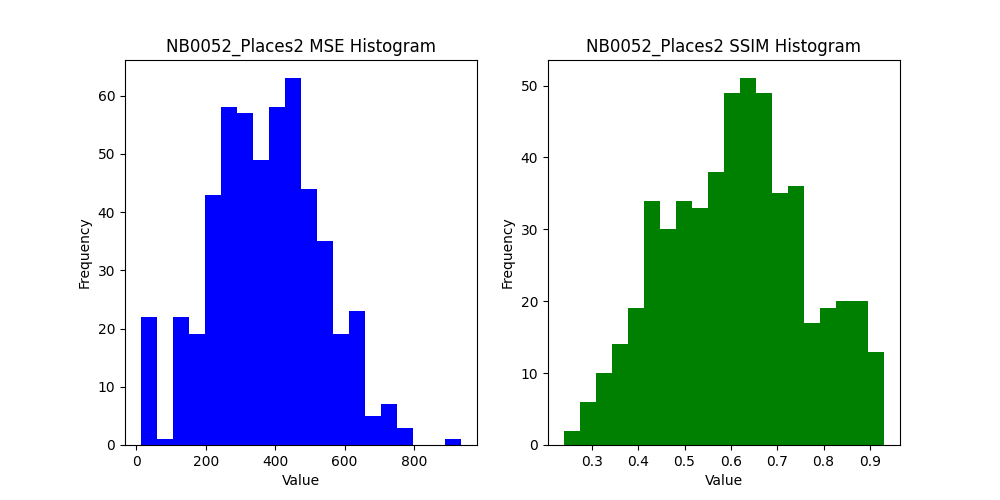 NB0052_Places2 MSE Histogram
Frequency
60
50
40
30
20
10
0
0 200 400 600 800
Value
NB0052_Places2 SSIM Histogram
Frequency
50
40
30
20
10
0
0.3 0.4 0.5 0.6 0.7 0.8 0.9
Value